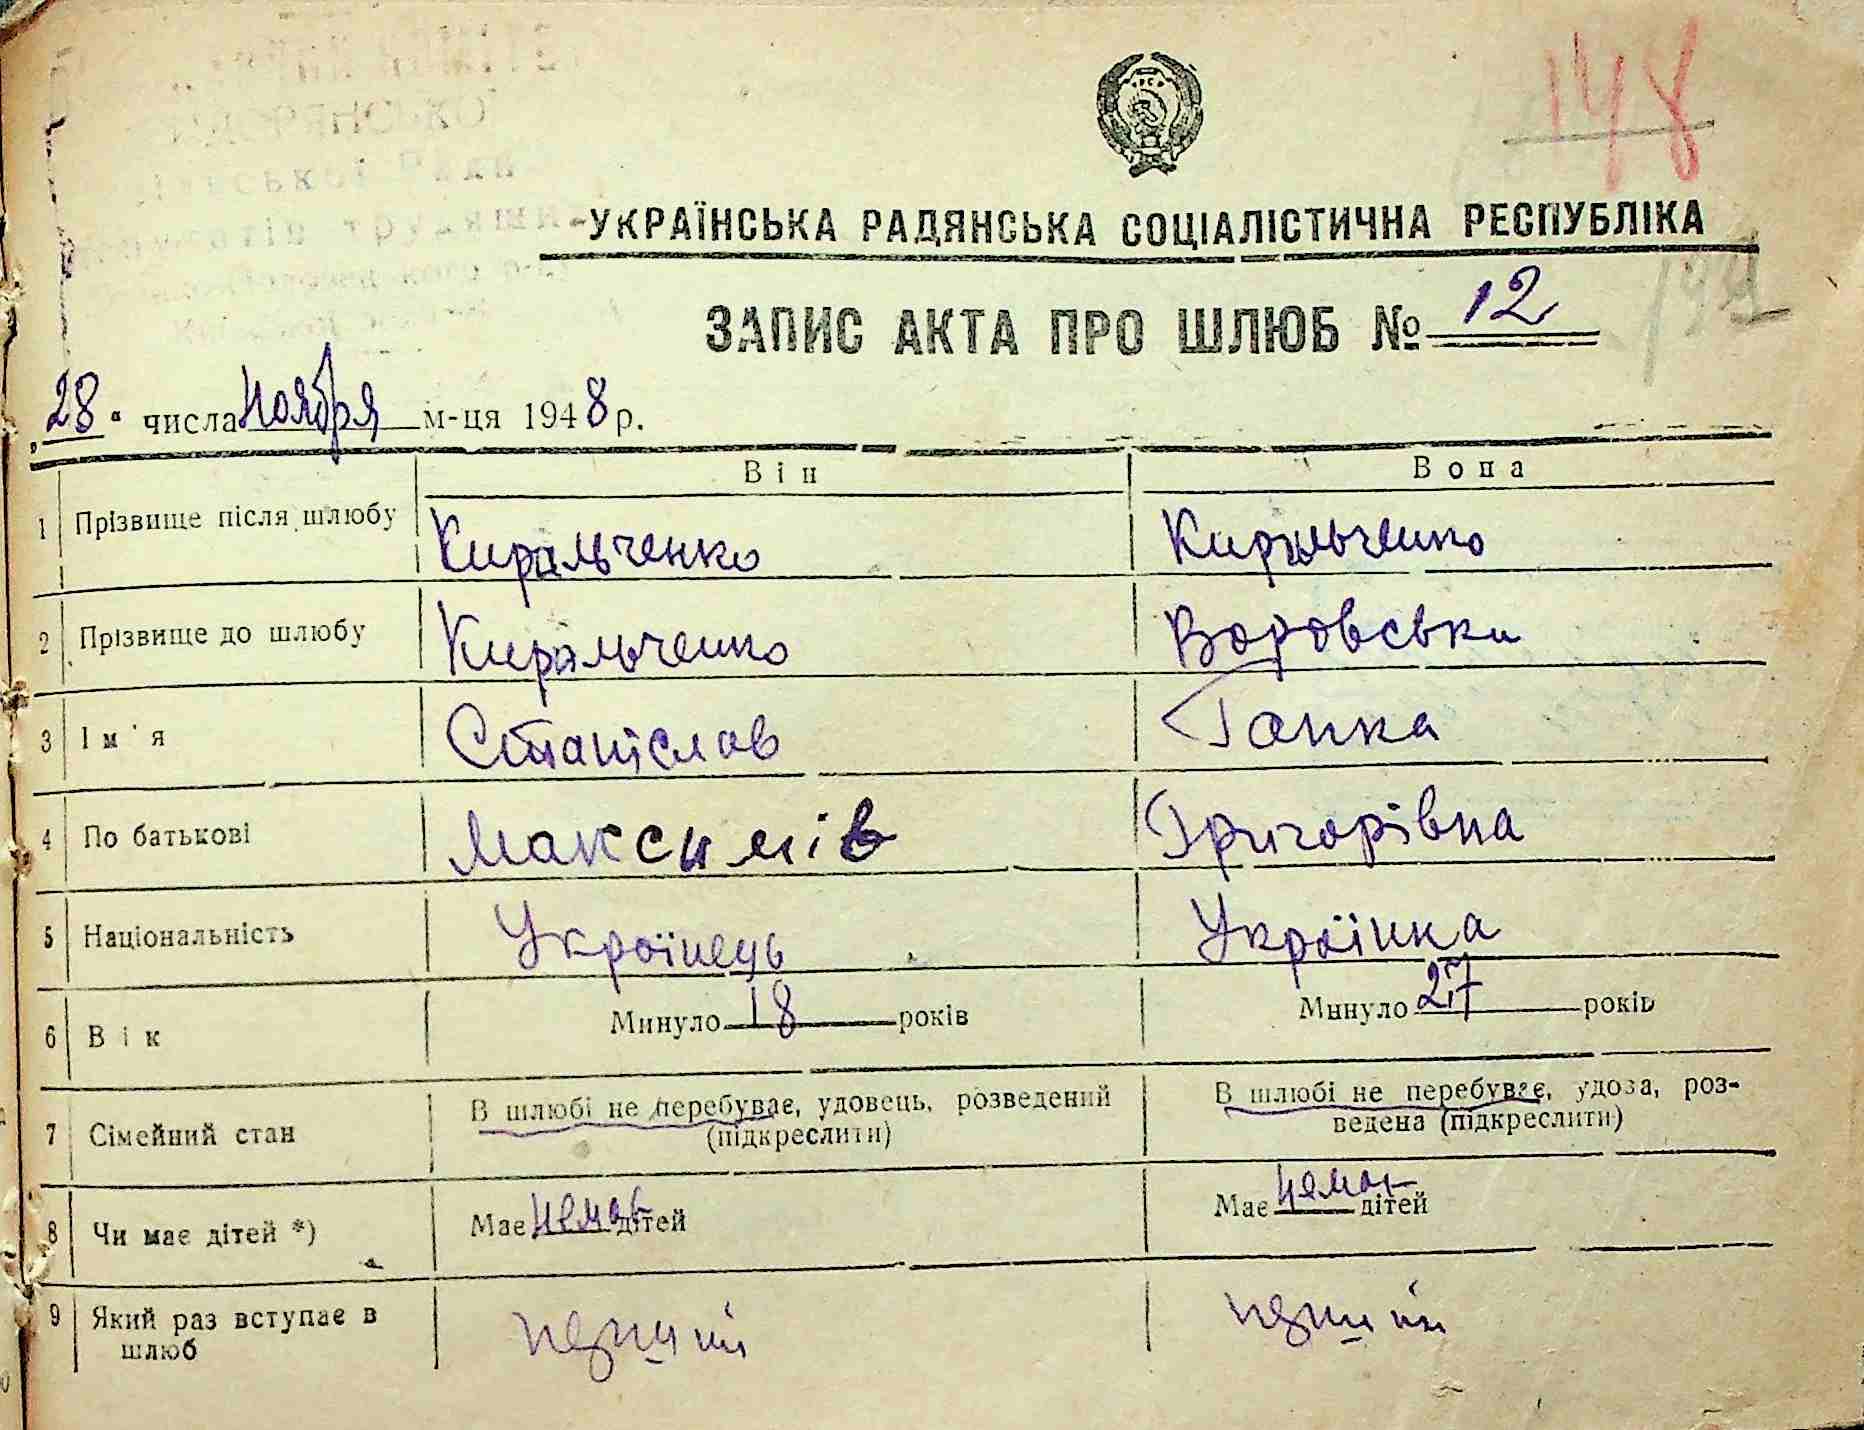 148
УКРАЇНСЬКА РАДЯНСЬКА СОЦІАЛІСТИЧНА РЕСПУБЛІКА
ЗАПИС АКТА ПРО ШЛЮБ № 12
„28“ числа Ноября м-ця 1948 р.
Він Вона
1 Прізвище після шлюбу Кирильченко Кирильченко
2 Прізвище до шлюбу Кирильченко Воровська
3 Ім'я Станіслав Ганка
4 По батькові Максимів Григорівна
5 Національність Українець Українка
6 Вік Минуло 18 років Минуло 27 років
7 Сімейний стан В шлюбі не перебуває, удовець, розведений (підкреслити) В шлюбі не перебуває, удова, роз-
ведена (підкреслити)
8 Чи має дітей *) Має немає дітей Має немає дітей
9 Який раз вступає в перший перший
шлюб